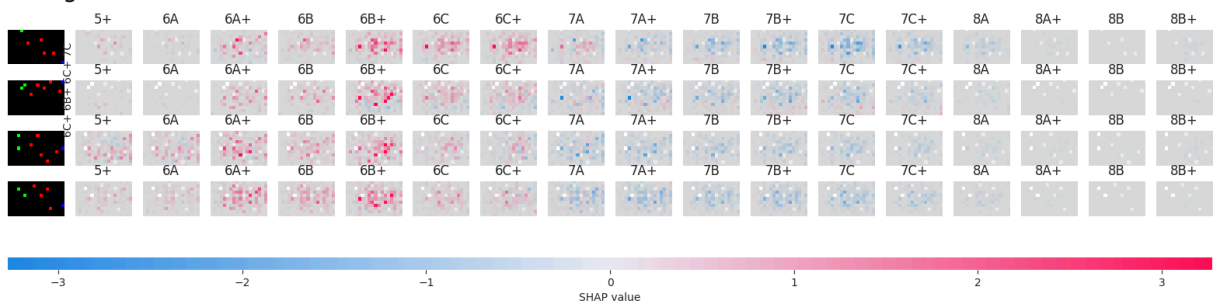 5+ 6A 6A+ 6B 6B+ 6C 6C+ 7A 7A+ 7B 7B+ 7C 7C+ 8A 8A+ 8B 8B+
5+ 6A 6A+ 6B 6B+ 6C 6C+ 7A 7A+ 7B 7B+ 7C 7C+ 8A 8A+ 8B 8B+
5+ 6A 6A+ 6B 6B+ 6C 6C+ 7A 7A+ 7B 7B+ 7C 7C+ 8A 8A+ 8B 8B+
5+ 6A 6A+ 6B 6B+ 6C 6C+ 7A 7A+ 7B 7B+ 7C 7C+ 8A 8A+ 8B 8B+
6C+ 6B+ 6C+ 7C
−3 −2 −1 0 1 2 3
SHAP value